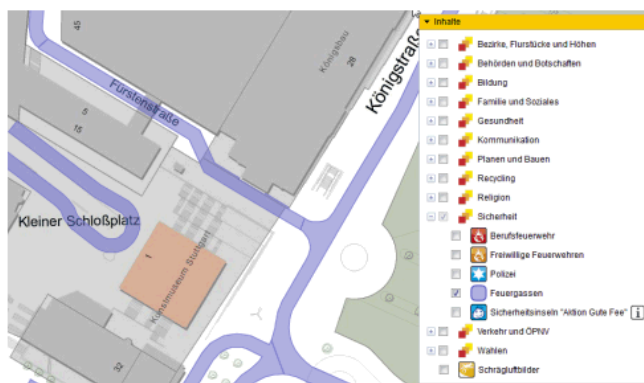 45
Fürstenstraße
5
15
Königsbau
28
Königstraße
Kleiner Schloßplatz
1
Kunstmuseum Stuttgart
32
Inhalte
Bezirke, Flurstücke und Höhen
Behörden und Botschaften
Bildung
Familie und Soziales
Gesundheit
Kommunikation
Planen und Bauen
Recycling
Religion
Sicherheit
Berufsfeuerwehr
Freiwillige Feuerwehren
Polizei
Feuergassen
Sicherheitsinseln "Aktion Gute Fee" i
Verkehr und ÖPNV
Wahlen
Schrägluftbilder